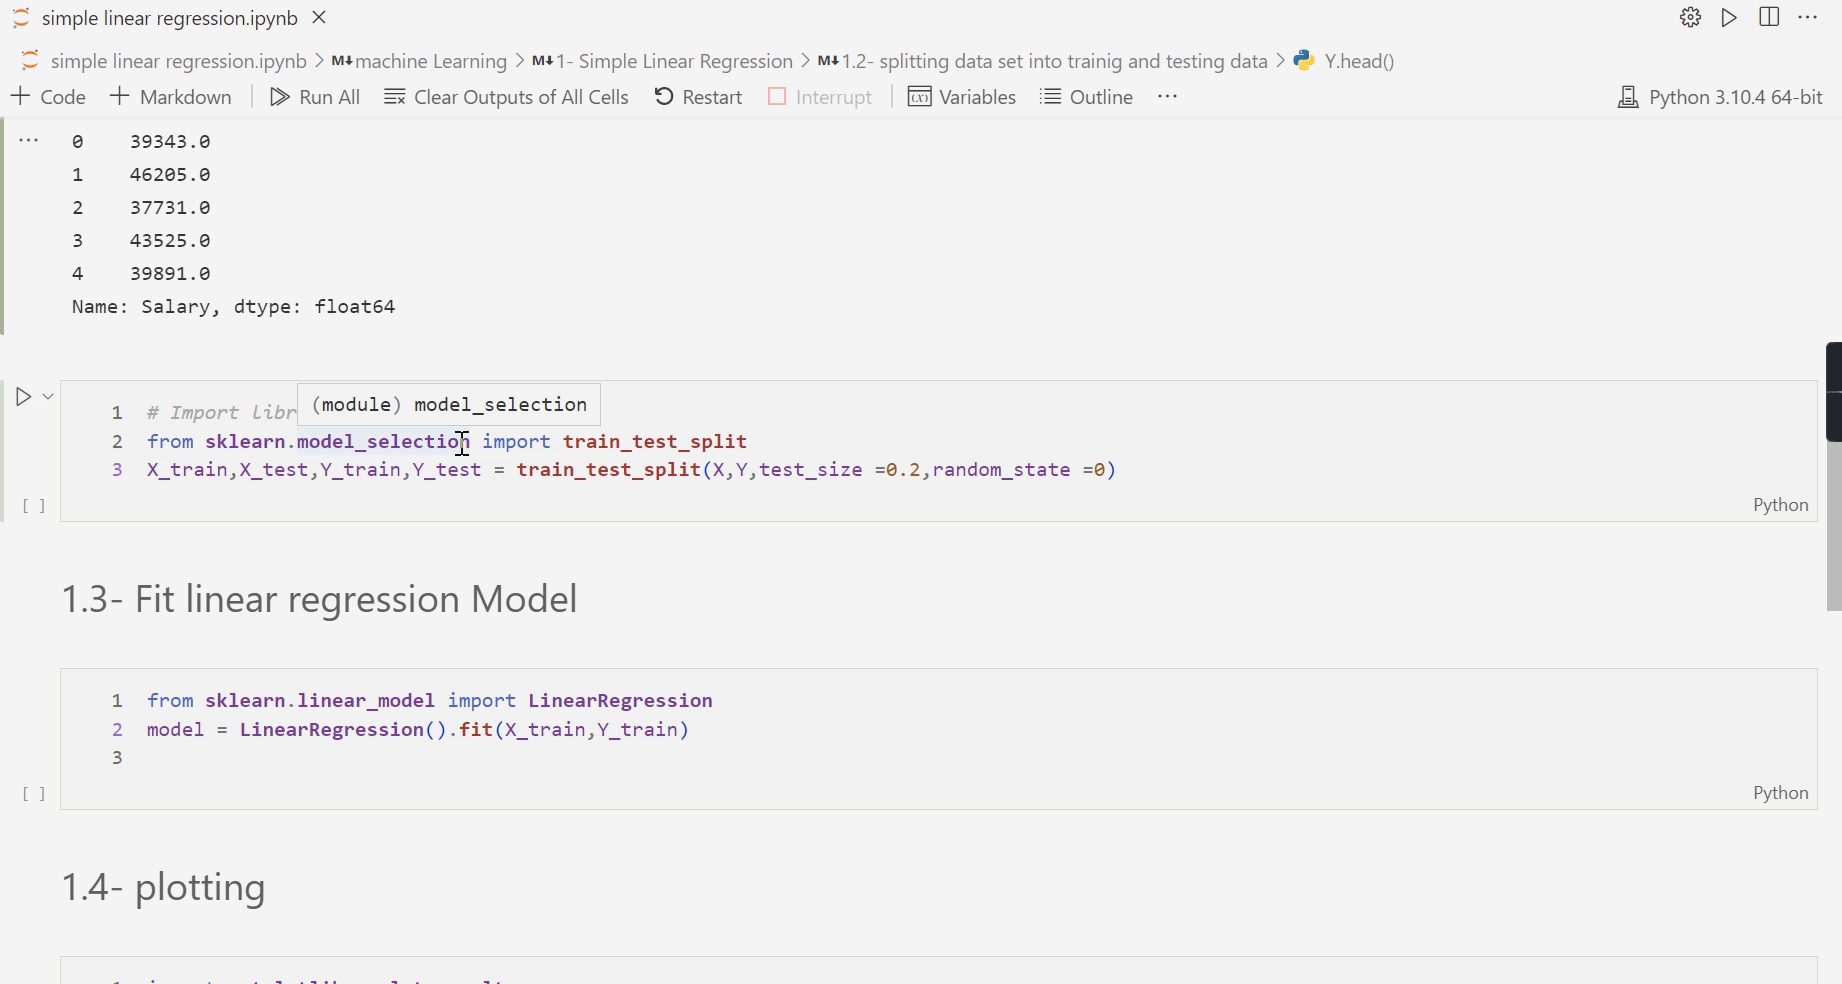 simple linear regression.ipynb
simple linear regression.ipynb > M↓ machine Learning > M↓ 1- Simple Linear Regression > M↓ 1.2- splitting data set into trainig and testing data > Y.head()
+ Code + Markdown | Run All Clear Outputs of All Cells Restart Interrupt | Variables Outline ··· Python 3.10.4 64-bit
0 39343.0
1 46205.0
2 37731.0
3 43525.0
4 39891.0
Name: Salary, dtype: float64
(module) model_selection
1 # Import libr
2 from sklearn.model_selection import train_test_split
3 X_train,X_test,Y_train,Y_test = train_test_split(X,Y,test_size =0.2,random_state =0)
[ ] Python
1.3- Fit linear regression Model
1 from sklearn.linear_model import LinearRegression
2 model = LinearRegression().fit(X_train,Y_train)
3
[ ] Python
1.4- plotting